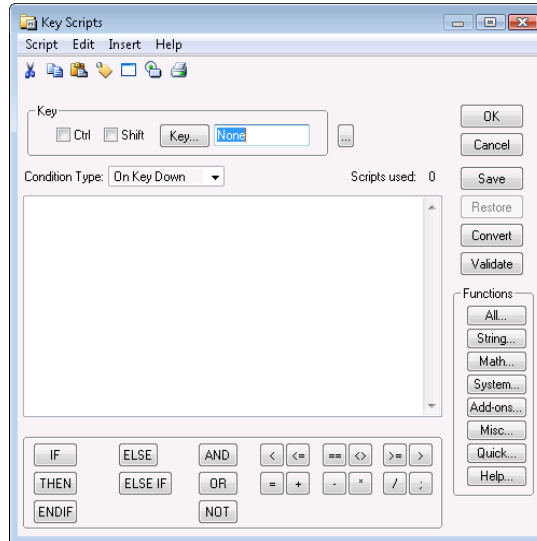 Key Scripts
Script Edit Insert Help
Key
Ctrl Shift Key... None ...
OK
Cancel
Condition Type: On Key Down Scripts used: 0
Save
Restore
Convert
Validate
Functions
All...
String...
Math...
System...
Add-ons...
Misc...
Quick...
Help...
IF ELSE AND < <= == <> >= >
THEN ELSE IF OR = + - * / ;
ENDIF NOT